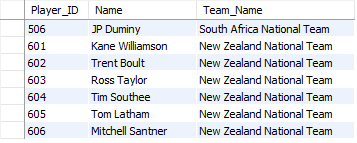 Player_ID Name Team_Name
506 JP Duminy South Africa National Team
601 Kane Williamson New Zealand National Team
602 Trent Boult New Zealand National Team
603 Ross Taylor New Zealand National Team
604 Tim Southee New Zealand National Team
605 Tom Latham New Zealand National Team
606 Mitchell Santner New Zealand National Team